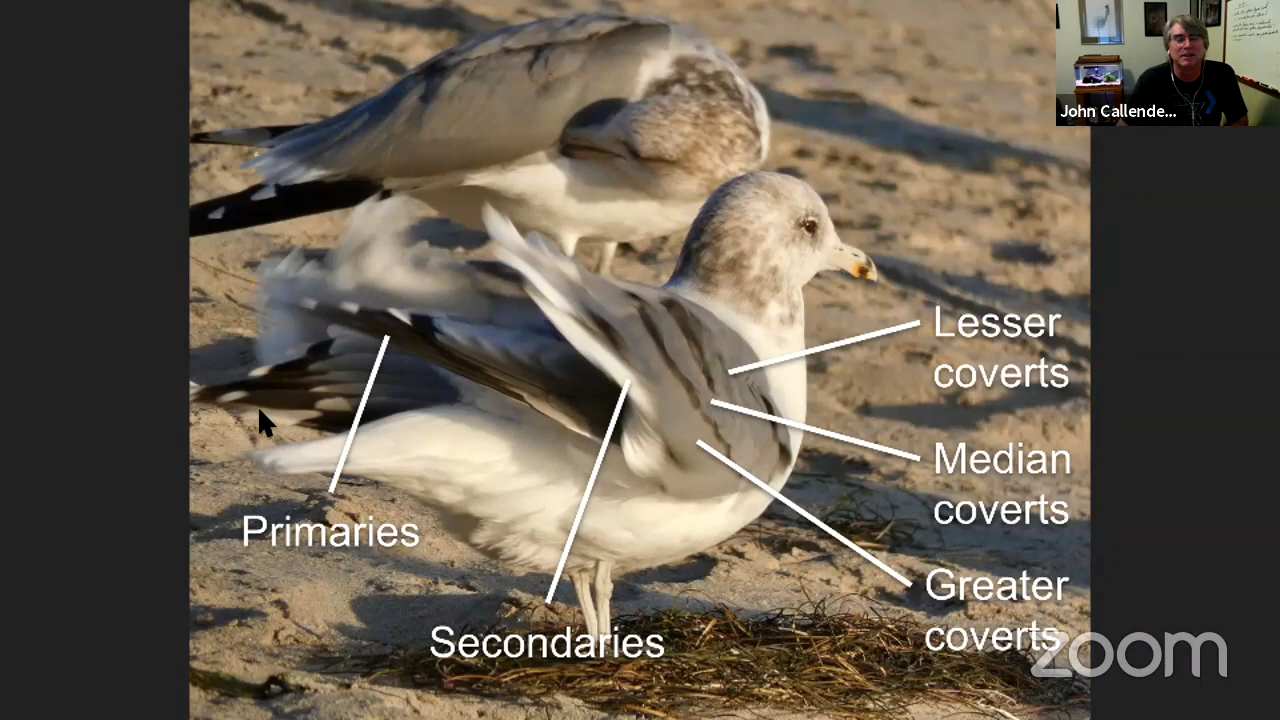 John Callende...
Lesser
coverts
Median
coverts
Greater
coverts
Primaries
Secondaries
zoom